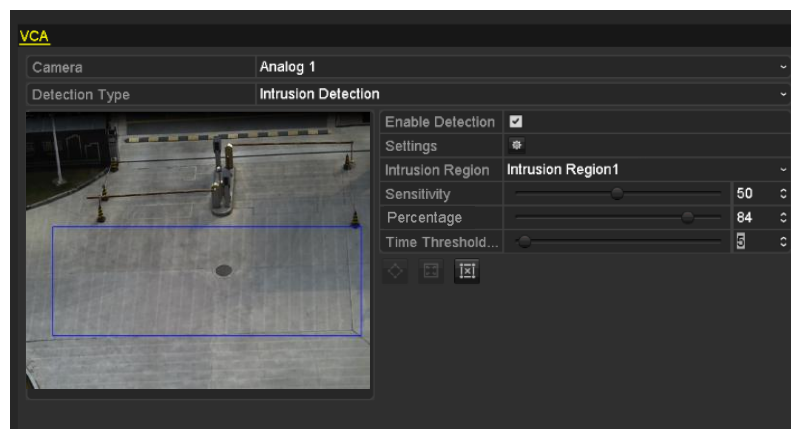 VCA
Camera Analog 1
Detection Type Intrusion Detection
Enable Detection
Settings
Intrusion Region Intrusion Region1
Sensitivity 50
Percentage 84
Time Threshold... 5